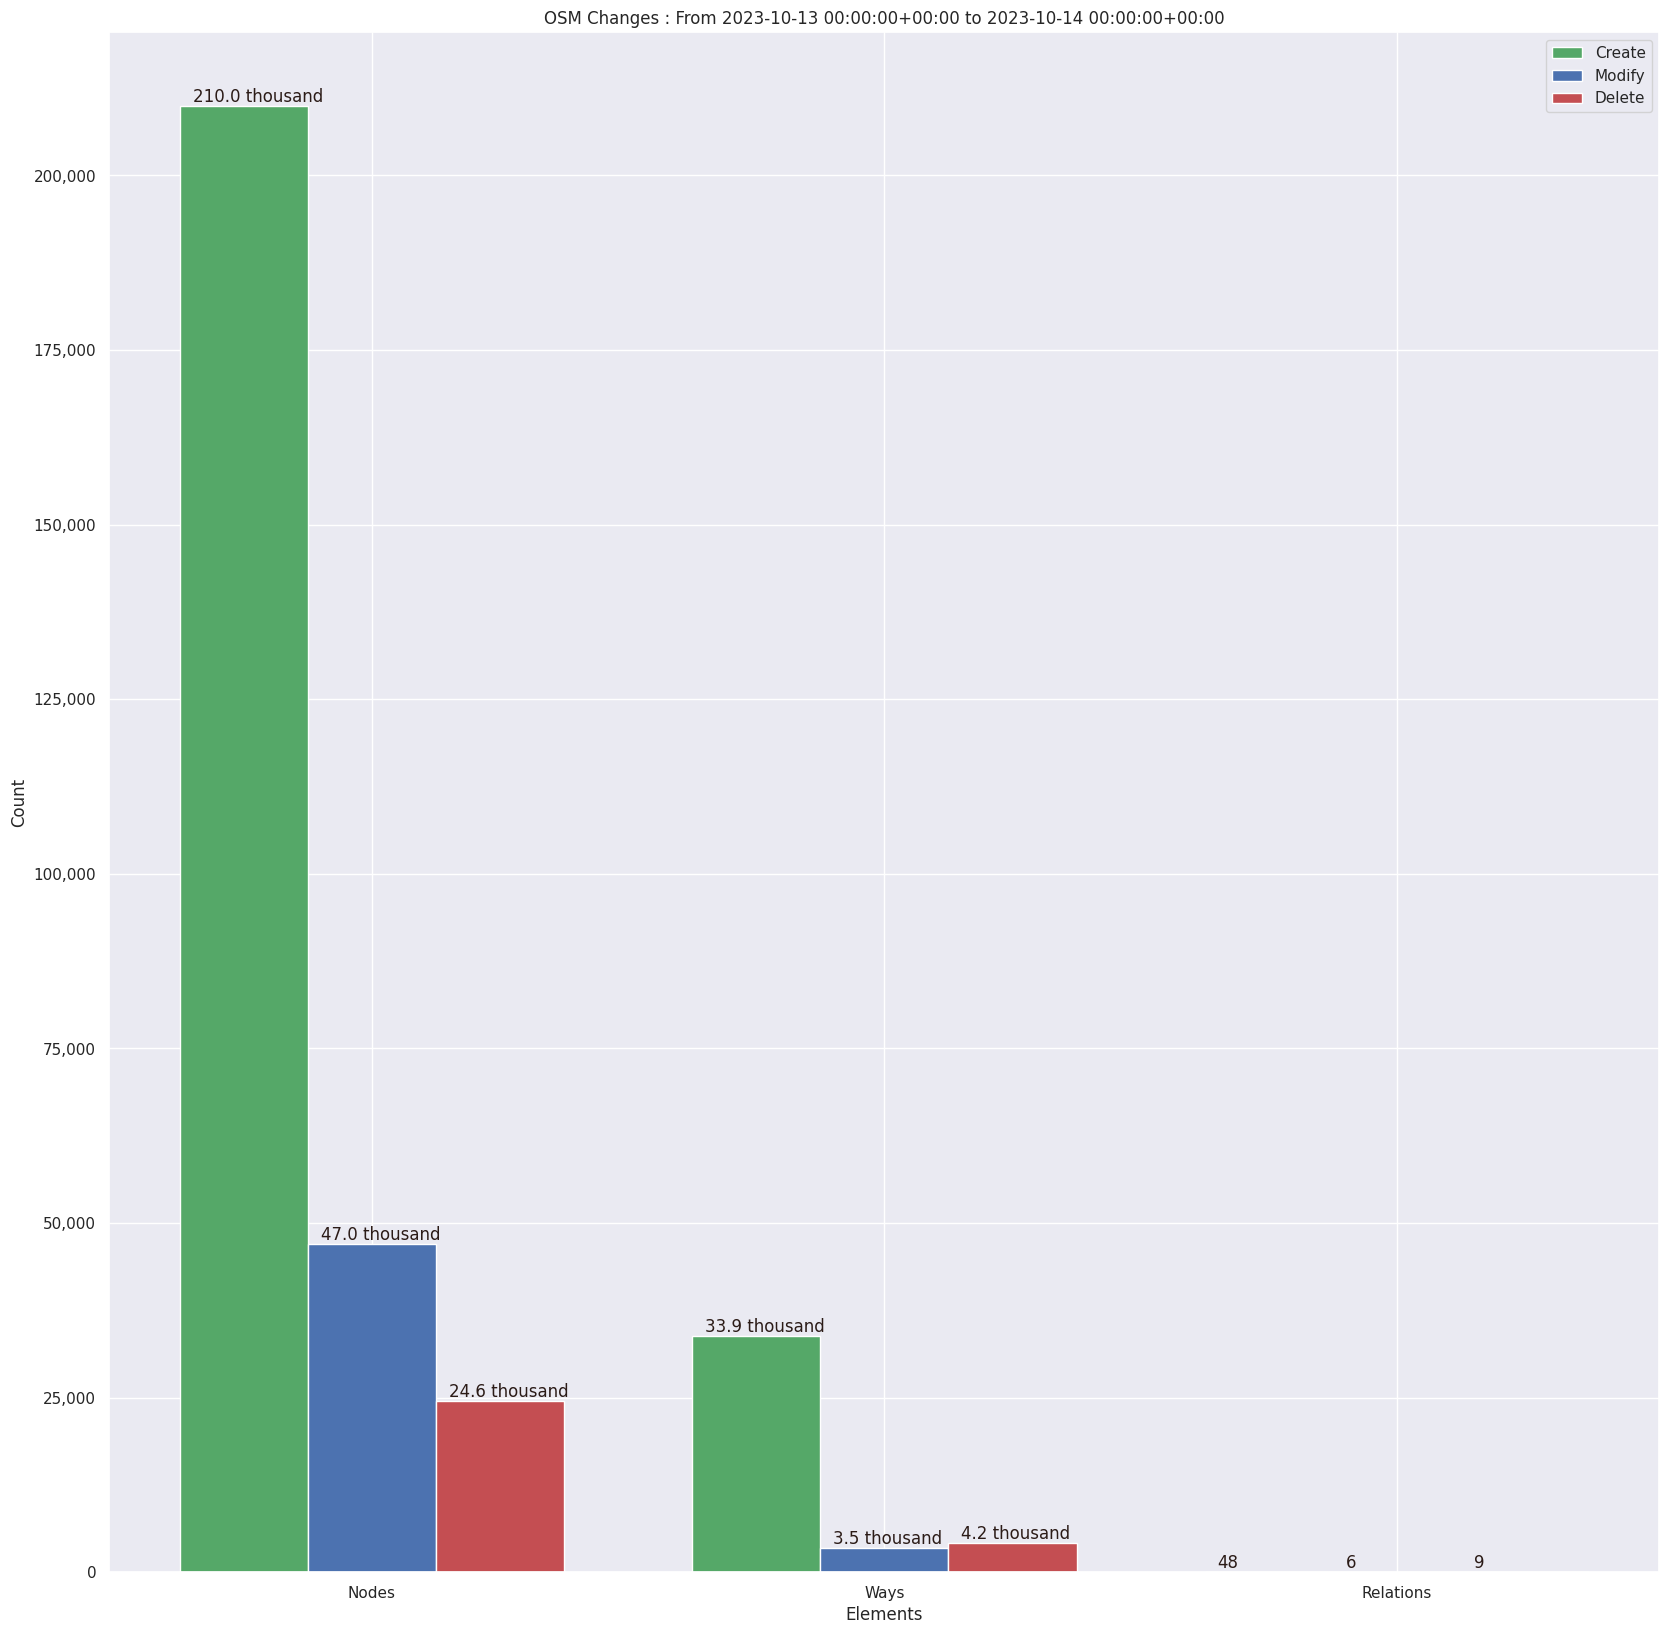 OSM Changes : From 2023-10-13 00:00:00+00:00 to 2023-10-14 00:00:00+00:00
Create
Modify
Delete
210.0 thousand
200,000
175,000
150,000
125,000
100,000
75,000
50,000
25,000
0
Count
47.0 thousand
24.6 thousand
33.9 thousand
3.5 thousand
4.2 thousand
48
6
9
Nodes
Ways
Relations
Elements